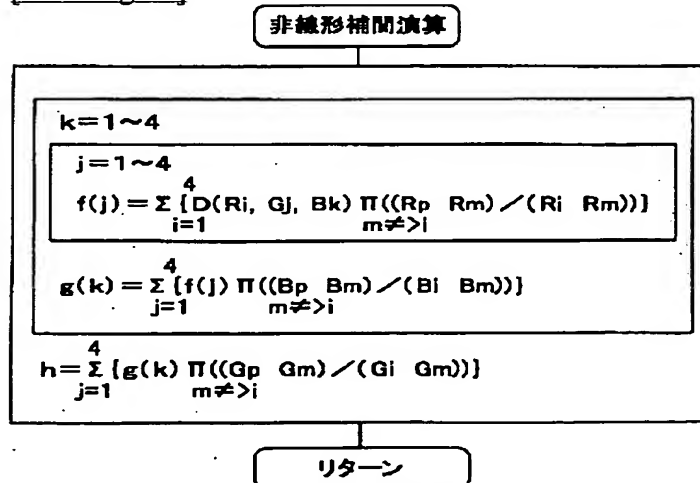 非線形補間演算
k=1～4
j=1～4
4
f(j) = Σ {D(Ri, Gj, Bk) Π((Rp Rm)／(Ri Rm))}
i=1 m≠>i
4
g(k) = Σ {f(j) Π((Bp Bm)／(Bi Bm))}
j=1 m≠>i
4
h= Σ {g(k) Π((Gp Gm)／(Gi Gm))}
j=1 m≠>i
リターン